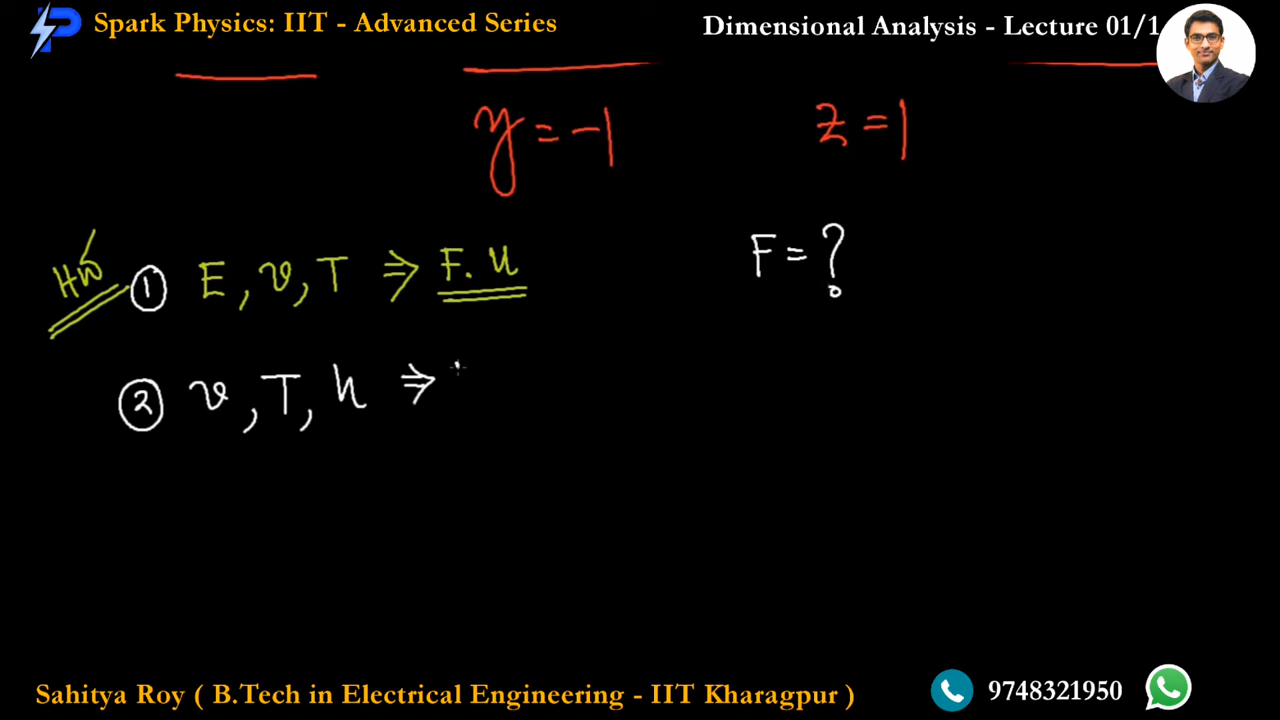 Spark Physics: IIT - Advanced Series
Dimensional Analysis - Lecture 01/1
y = -1
z = 1
HW ① E, v, T ⇒ F. U
F = ?
② v, T, h ⇒
Sahitya Roy ( B.Tech in Electrical Engineering - IIT Kharagpur )
9748321950